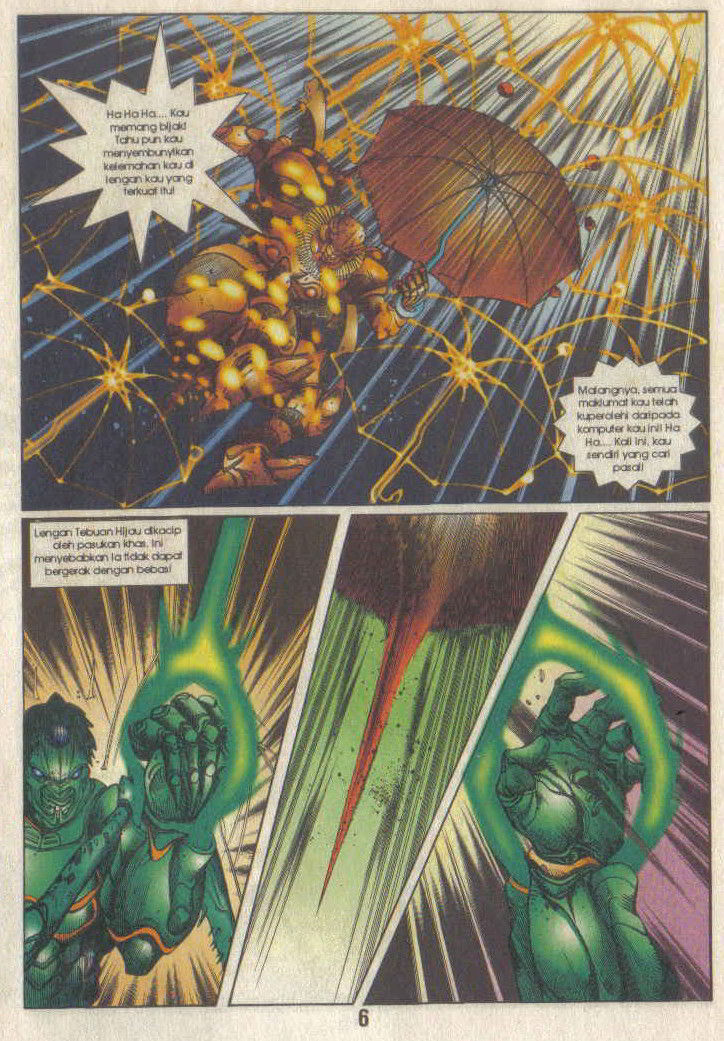 Ha Ha Ha.... Kau
memang bijak!
Tahu pun kau
menyembunyikan
kelemahan kau di
lengan kau yang
terkuat itu!
Malangnya, semua
maklumat kau telah
kuperolehi daripada
komputer kau ini! Ha
Ha.... Kali ini, kau
sendiri yang cari
pasal!
Lengan Tebuan Hijau dikacip
oleh pasukan khas. Ini
menyebabkan ia tidak dapat
bergerak dengan bebas!
6